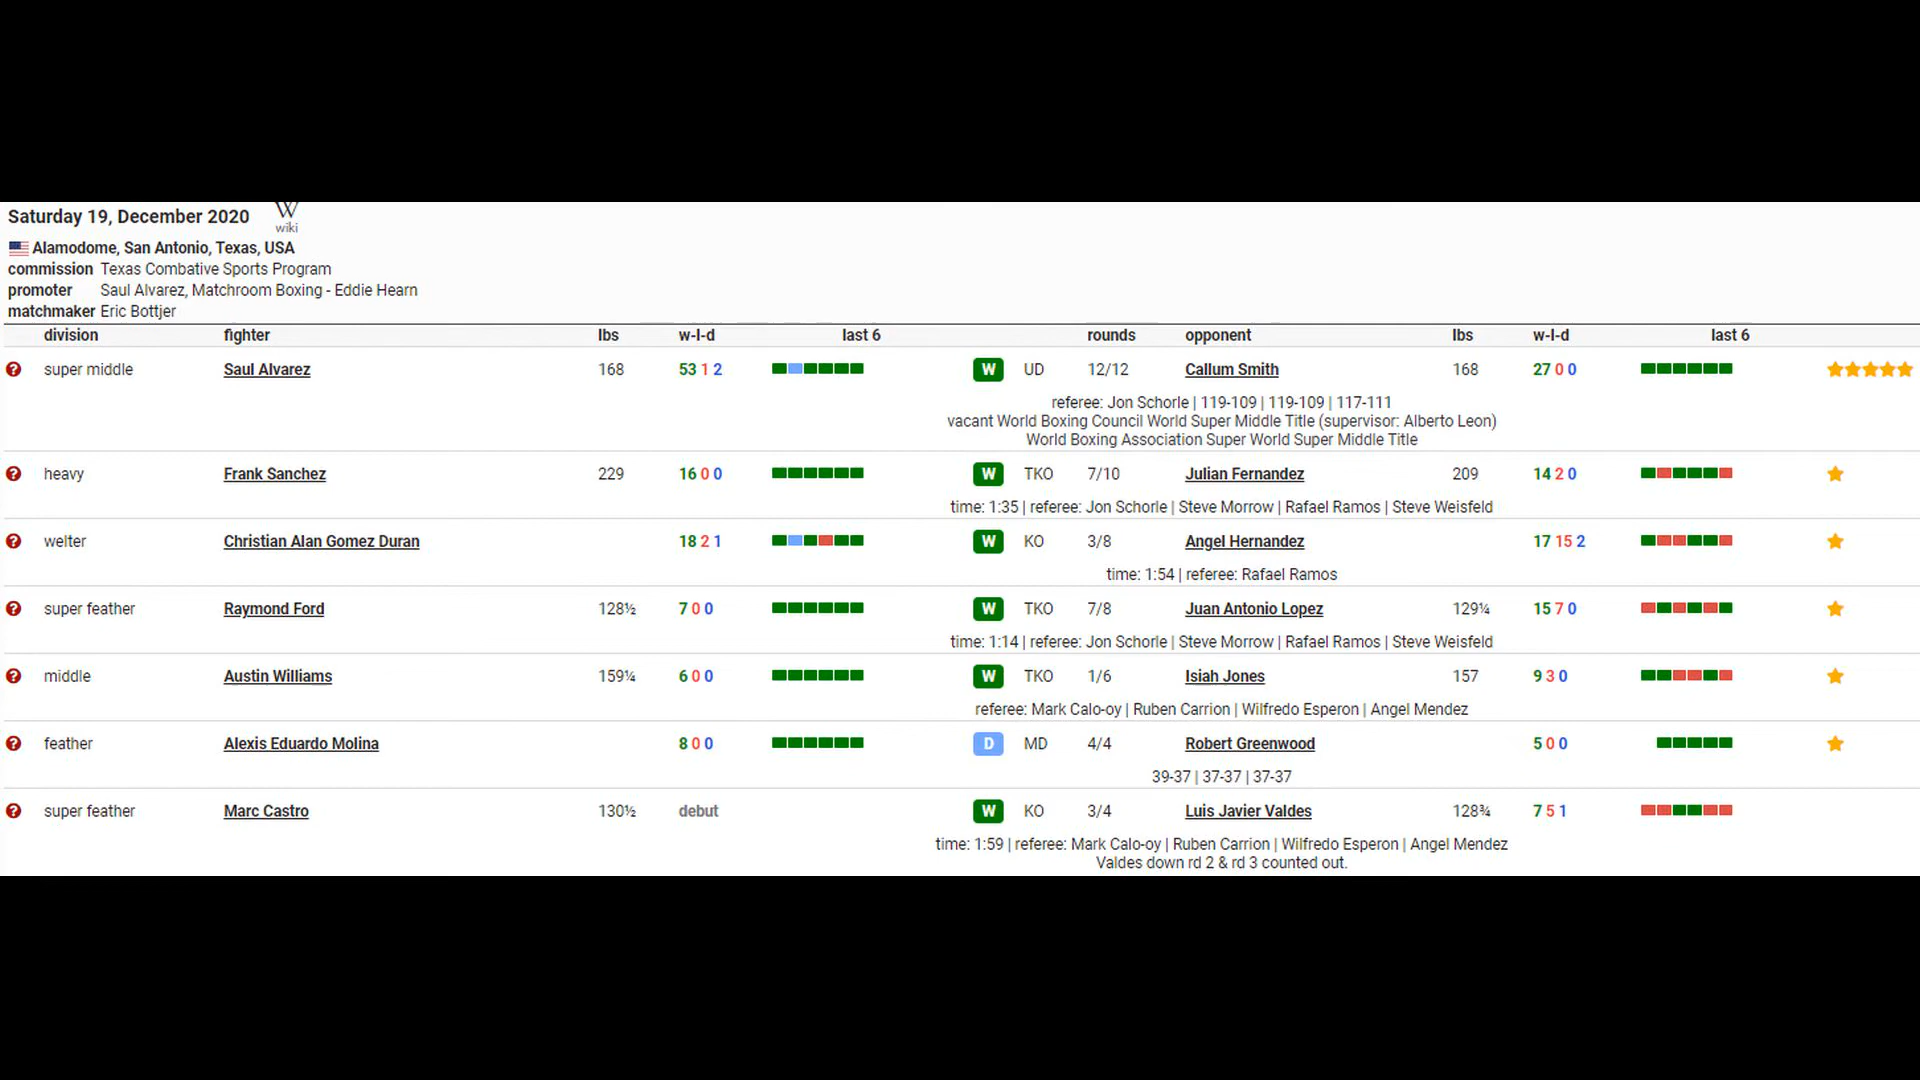 Saturday 19, December 2020 W
wiki
Alamodome, San Antonio, Texas, USA
commission Texas Combative Sports Program
promoter Saul Alvarez, Matchroom Boxing - Eddie Hearn
matchmaker Eric Bottjer
division fighter lbs w-l-d last 6 rounds opponent lbs w-l-d last 6
? super middle Saul Alvarez 168 53 1 2 W UD 12/12 Callum Smith 168 27 0 0
referee: Jon Schorle | 119-109 | 119-109 | 117-111
vacant World Boxing Council World Super Middle Title (supervisor: Alberto Leon)
World Boxing Association Super World Super Middle Title
? heavy Frank Sanchez 229 16 0 0 W TKO 7/10 Julian Fernandez 209 14 2 0
time: 1:35 | referee: Jon Schorle | Steve Morrow | Rafael Ramos | Steve Weisfeld
? welter Christian Alan Gomez Duran 18 2 1 W KO 3/8 Angel Hernandez 17 15 2
time: 1:54 | referee: Rafael Ramos
? super feather Raymond Ford 128½ 7 0 0 W TKO 7/8 Juan Antonio Lopez 129¼ 15 7 0
time: 1:14 | referee: Jon Schorle | Steve Morrow | Rafael Ramos | Steve Weisfeld
? middle Austin Williams 159¼ 6 0 0 W TKO 1/6 Isiah Jones 157 9 3 0
referee: Mark Calo-oy | Ruben Carrion | Wilfredo Esperon | Angel Mendez
? feather Alexis Eduardo Molina 8 0 0 D MD 4/4 Robert Greenwood 5 0 0
39-37 | 37-37 | 37-37
? super feather Marc Castro 130½ debut W KO 3/4 Luis Javier Valdes 128¾ 7 5 1
time: 1:59 | referee: Mark Calo-oy | Ruben Carrion | Wilfredo Esperon | Angel Mendez
Valdes down rd 2 & rd 3 counted out.